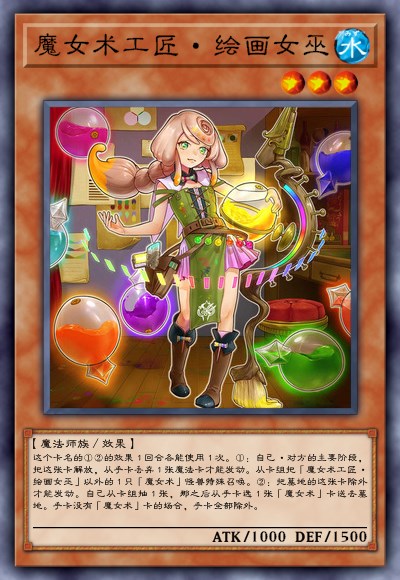 魔女术工匠・绘画女巫
水
【魔法师族／效果】
这个卡名的①②的效果1回合各能使用1次。①：自己・对方的主要阶段，
把这张卡解放，从手卡丢弃1张魔法卡才能发动。从卡组把「魔女术工匠・
绘画女巫」以外的1只「魔女术」怪兽特殊召唤。②：把墓地的这张卡除外
才能发动。自己从卡组抽1张，那之后从手卡选1张「魔女术」卡送去墓
地。手卡没有「魔女术」卡的场合，手卡全部除外。
ATK/1000 DEF/1500